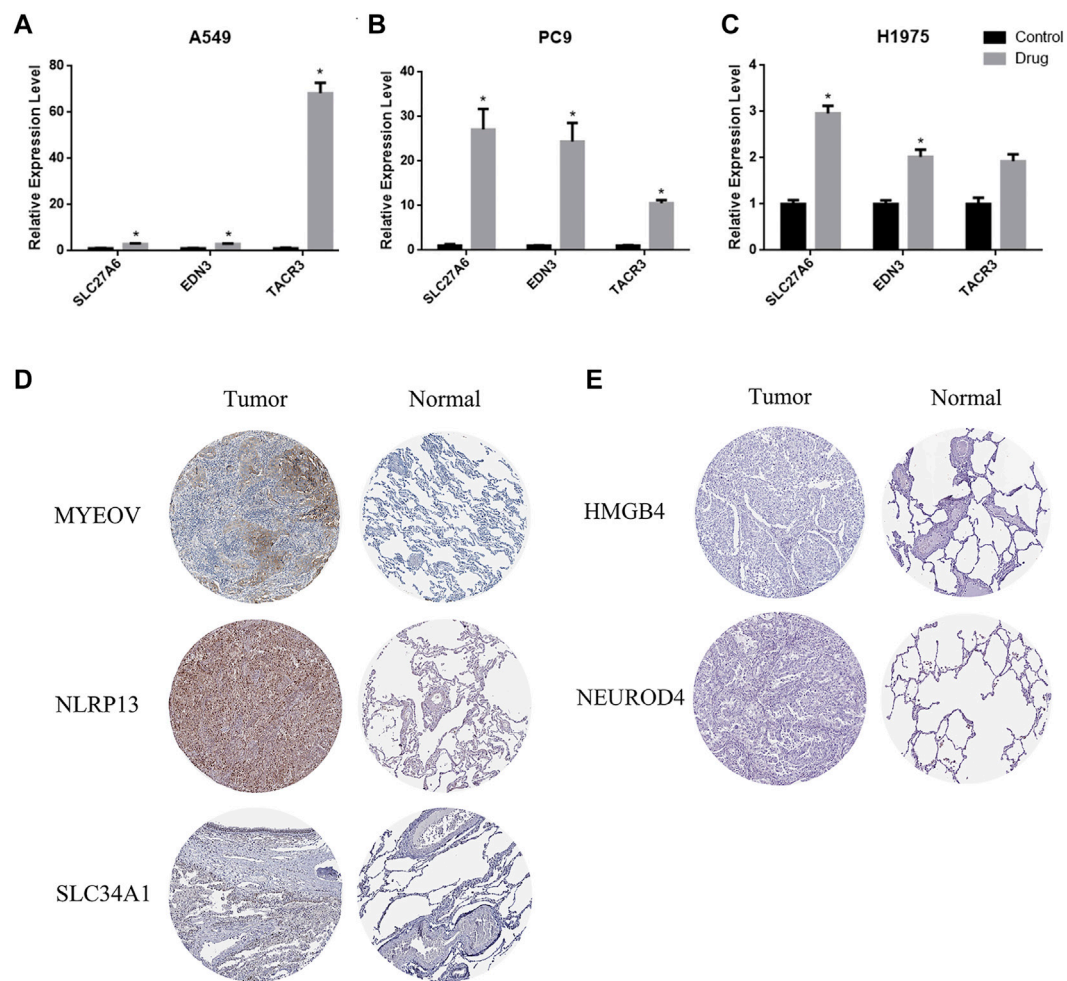 A
A549
Relative Expression Level
80
60
40
20
0
*
*
*
SLC27A6
EDN3
TACR3
B
PC9
Relative Expression Level
40
30
20
10
0
*
*
*
SLC27A6
EDN3
TACR3
C
H1975
Control
Drug
Relative Expression Level
4
3
2
1
0
*
*
SLC27A6
EDN3
TACR3
D
Tumor
Normal
MYEOV
NLRP13
SLC34A1
E
Tumor
Normal
HMGB4
NEUROD4